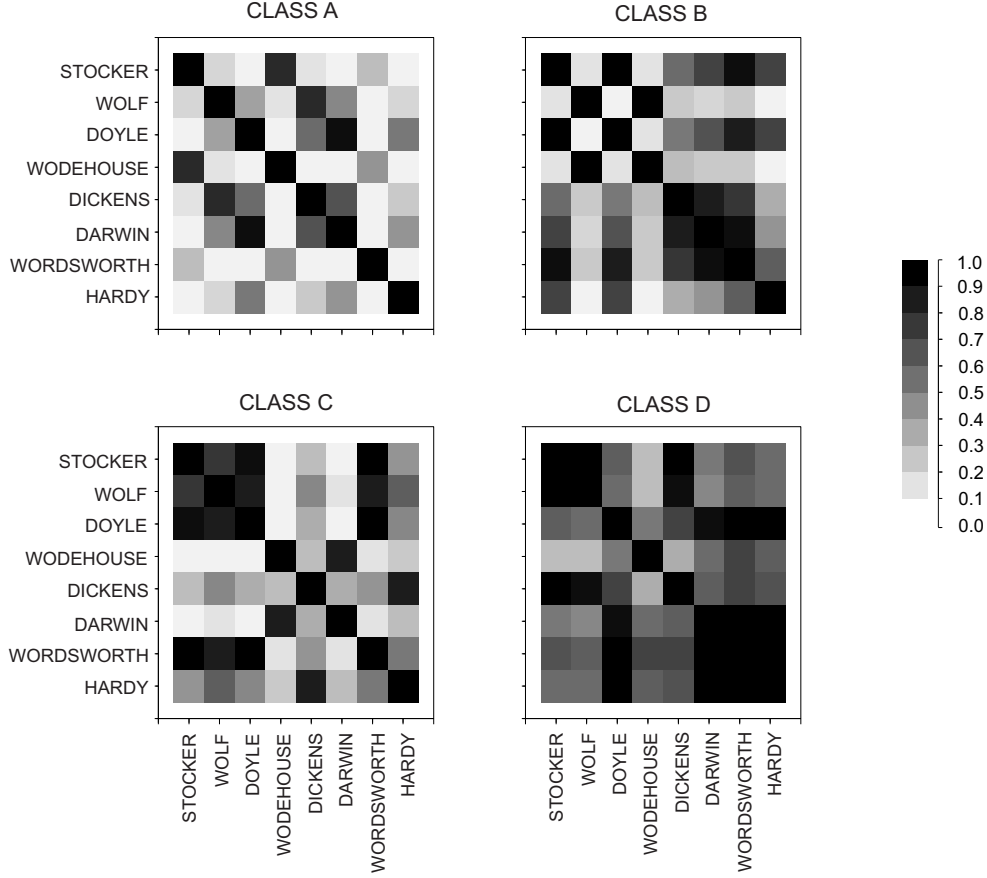 CLASS A
CLASS B
STOCKER
WOLF
DOYLE
WODEHOUSE
DICKENS
DARWIN
WORDSWORTH
HARDY
1.0
0.9
0.8
0.7
0.6
0.5
0.4
0.3
0.2
0.1
0.0
CLASS C
CLASS D
STOCKER
WOLF
DOYLE
WODEHOUSE
DICKENS
DARWIN
WORDSWORTH
HARDY
STOCKER
WOLF
DOYLE
WODEHOUSE
DICKENS
DARWIN
WORDSWORTH
HARDY
STOCKER
WOLF
DOYLE
WODEHOUSE
DICKENS
DARWIN
WORDSWORTH
HARDY